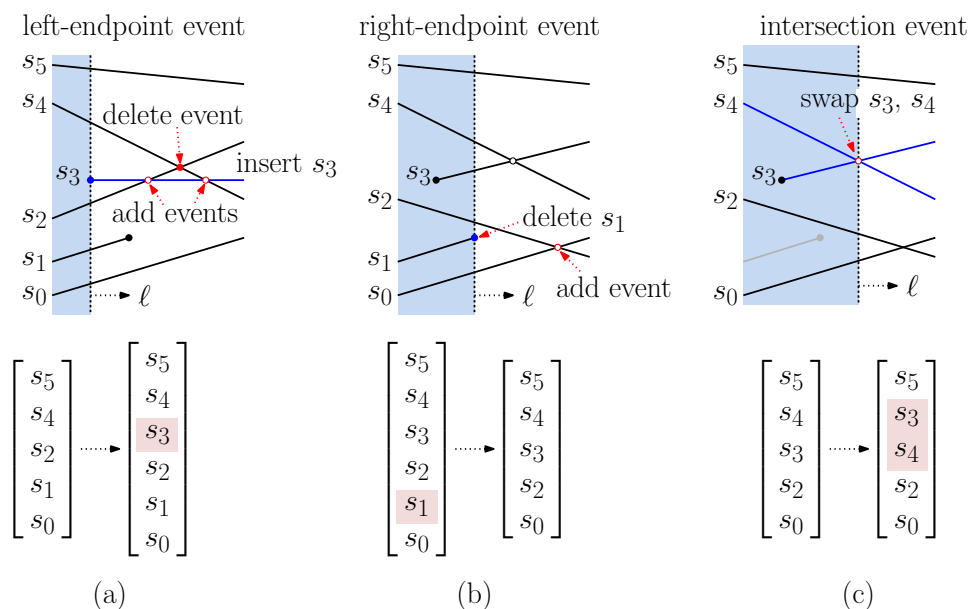 left-endpoint event
s5
s4
delete event
s3
insert s3
s2
add events
s1
s0
ℓ
s5
s4
s2
s1
s0
s5
s4
s3
s2
s1
s0
(a)
right-endpoint event
s5
s4
s3
s2
delete s1
s1
add event
s0
ℓ
s5
s4
s3
s2
s1
s0
s5
s4
s3
s2
s0
(b)
intersection event
s5
swap s3, s4
s4
s3
s2
s1
s0
ℓ
s5
s4
s3
s2
s0
s5
s3
s4
s2
s0
(c)